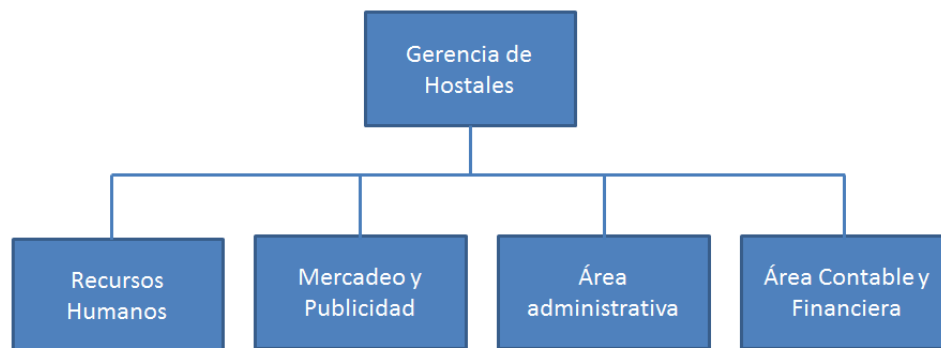 Gerencia de
Hostales
Recursos
Humanos
Mercadeo y
Publicidad
Área
administrativa
Área Contable y
Financiera